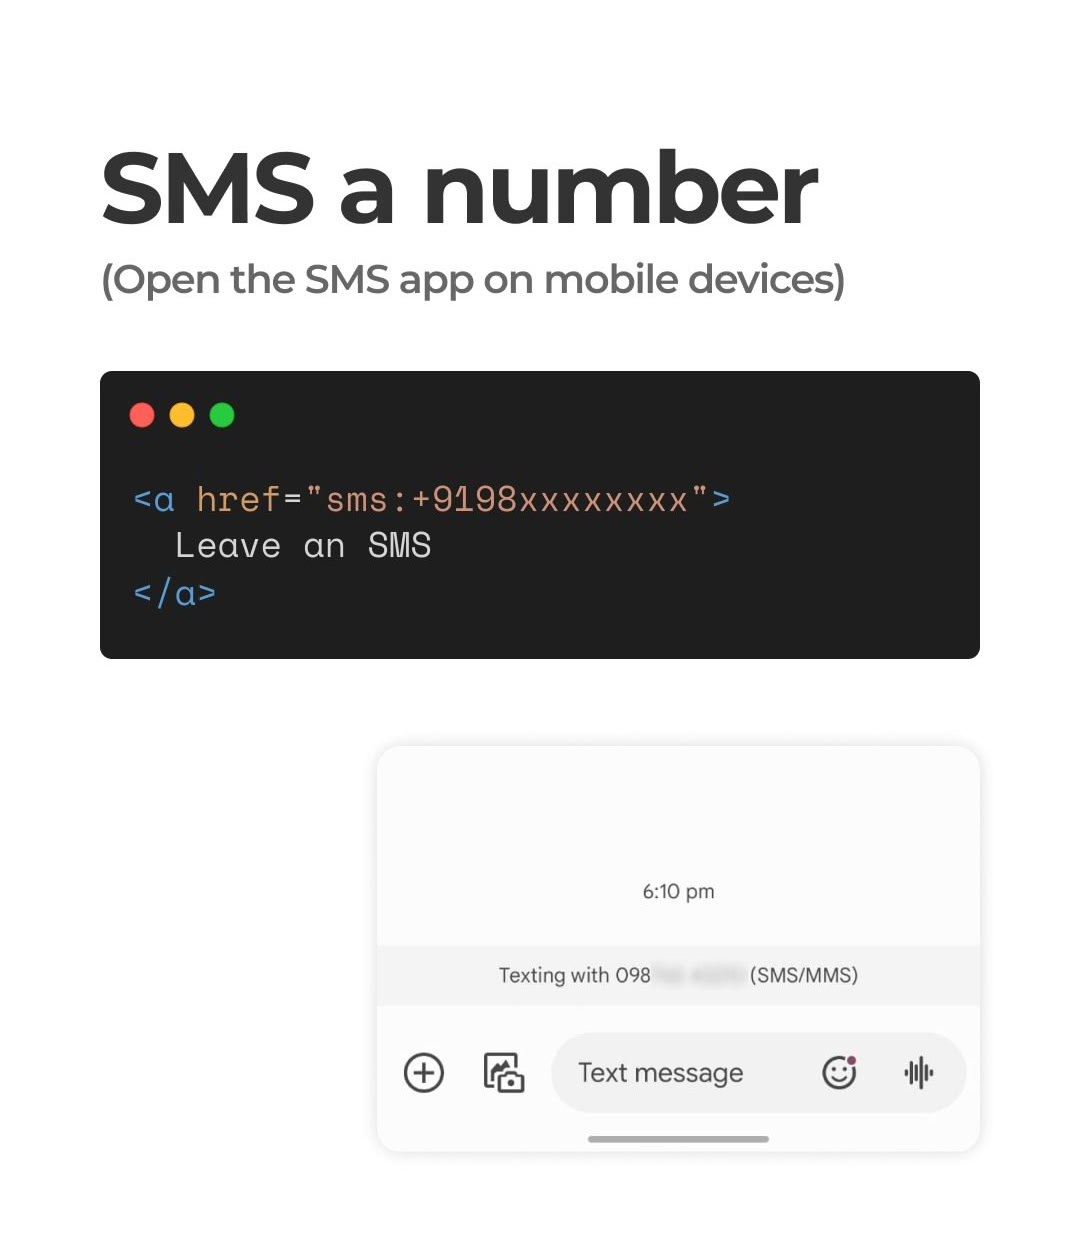 SMS a number
(Open the SMS app on mobile devices)
<a href="sms:+9198xxxxxxxx">
Leave an SMS
</a>
6:10 pm
Texting with 098 (SMS/MMS)
Text message